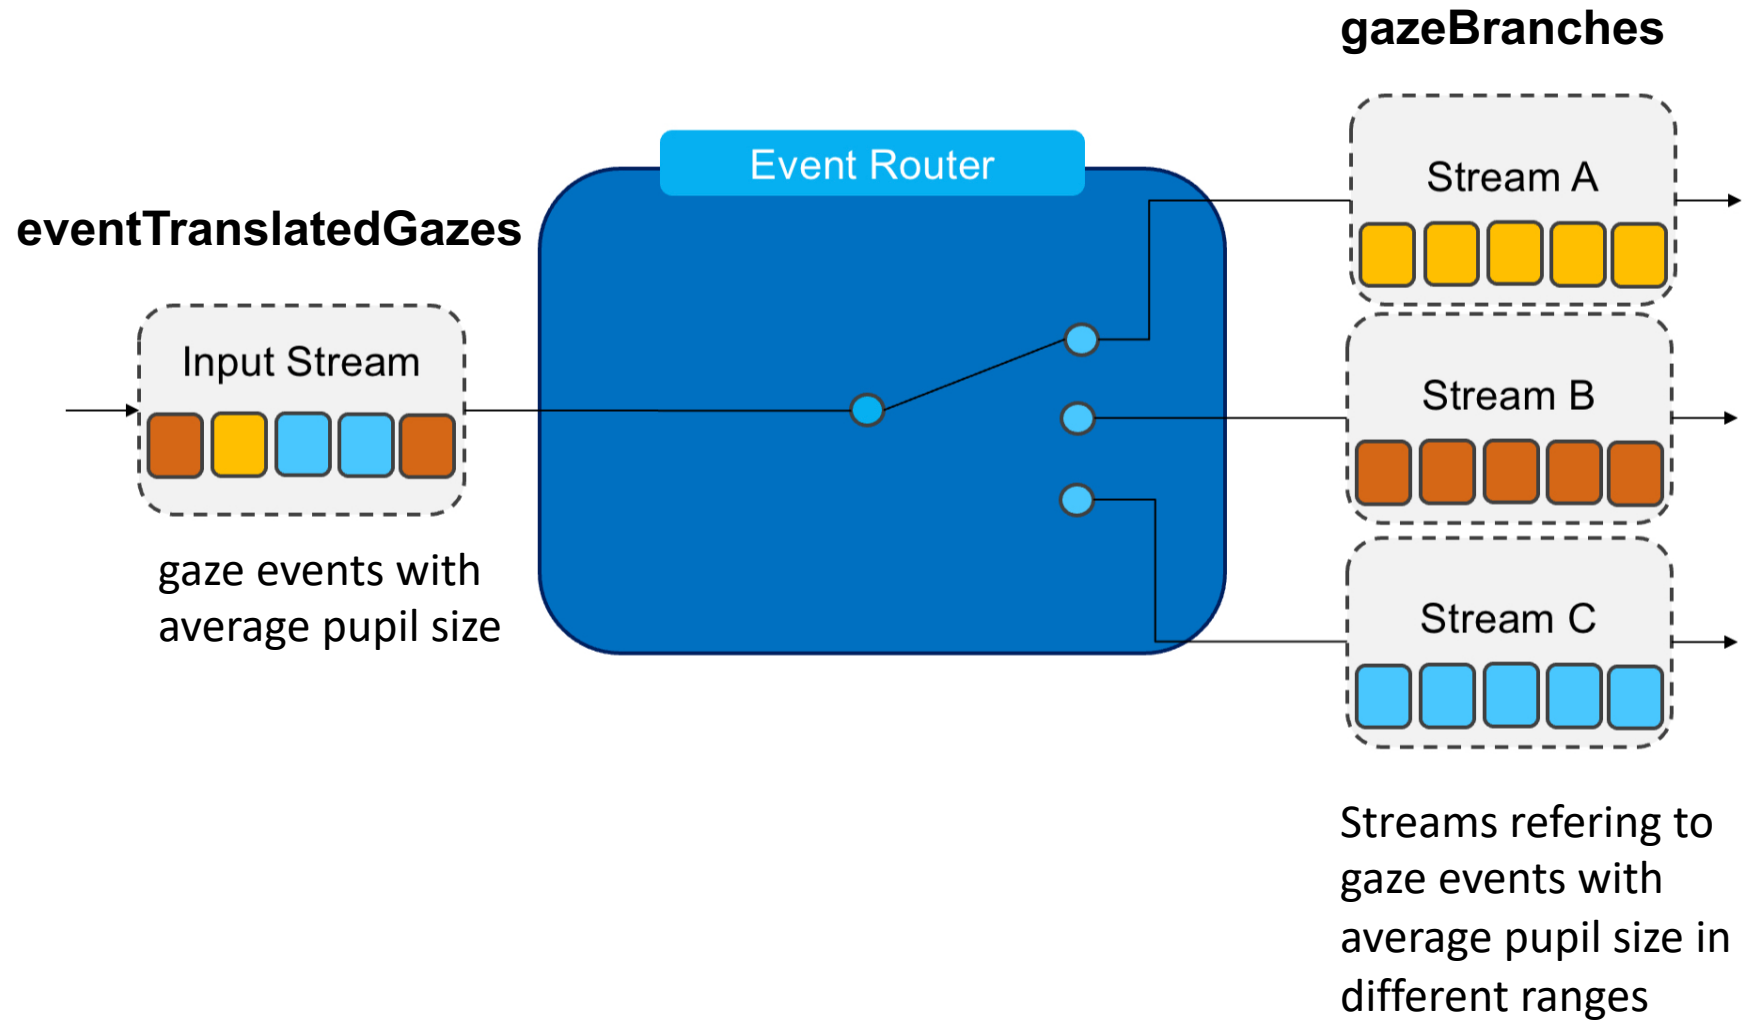 gazeBranches
Event Router
Stream A
eventTranslatedGazes
Input Stream
Stream B
gaze events with
average pupil size
Stream C
Streams refering to
gaze events with
average pupil size in
different ranges